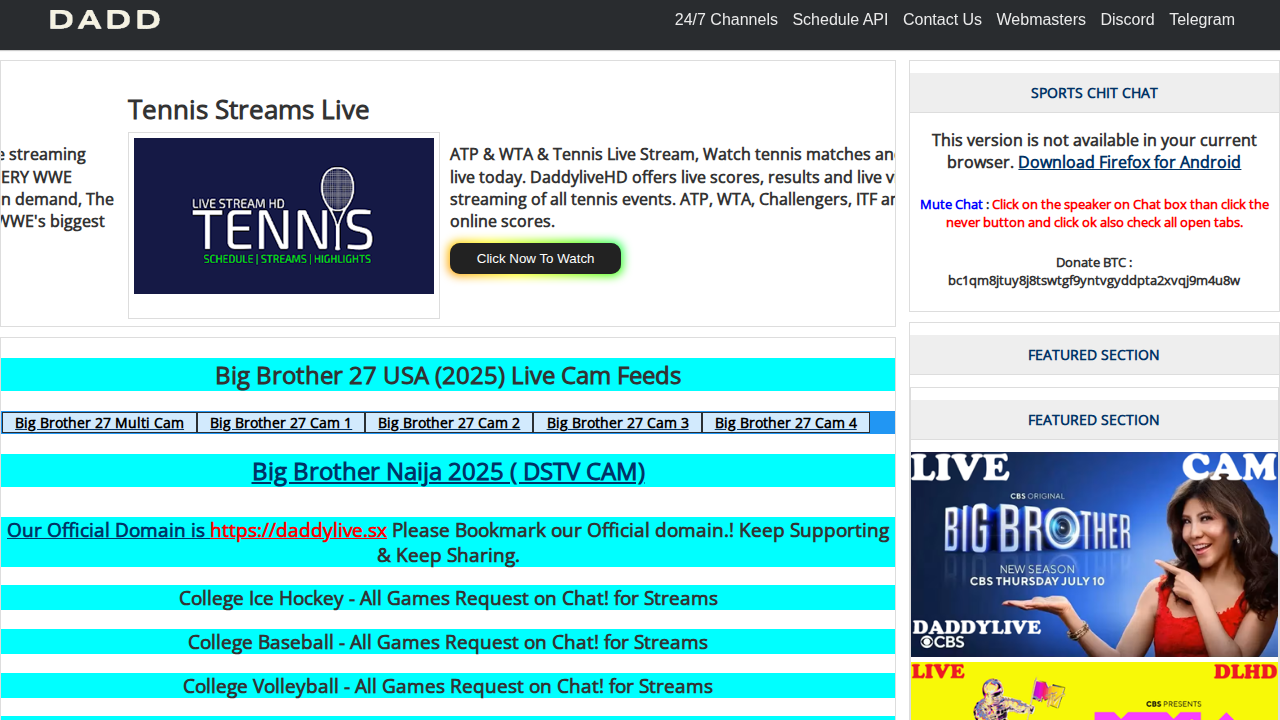 DADD
24/7 Channels Schedule API Contact Us Webmasters Discord Telegram
Tennis Streams Live
streaming
ERY WWE
n demand, The
WWE's biggest
LIVE STREAM HD
TENNIS
SCHEDULE | STREAMS | HIGHLIGHTS
ATP & WTA & Tennis Live Stream, Watch tennis matches
live today. DaddyliveHD offers live scores, results and live v
streaming of all tennis events. ATP, WTA, Challengers, ITF
online scores.
Click Now To Watch
Big Brother 27 USA (2025) Live Cam Feeds
Big Brother 27 Multi Cam Big Brother 27 Cam 1 Big Brother 27 Cam 2 Big Brother 27 Cam 3 Big Brother 27 Cam 4
Big Brother Naija 2025 ( DSTV CAM)
Our Official Domain is https://daddylive.sx Please Bookmark our Official domain.! Keep Supporting
& Keep Sharing.
College Ice Hockey - All Games Request on Chat! for Streams
College Baseball - All Games Request on Chat! for Streams
College Volleyball - All Games Request on Chat! for Streams
SPORTS CHIT CHAT
This version is not available in your current
browser. Download Firefox for Android
Mute Chat : Click on the speaker on Chat box than click the
never button and click ok also check all open tabs.
Donate BTC :
bc1qm8jtuy8j8tswtgf9yntvgyddpta2xvqj9m4u8w
FEATURED SECTION
FEATURED SECTION
LIVE CAM
CBS ORIGINAL
BIG BROTHER
NEW SEASON
CBS THURSDAY JULY 10
DADDYLIVE
CBS
LIVE DLHD
CBS PRESENTS